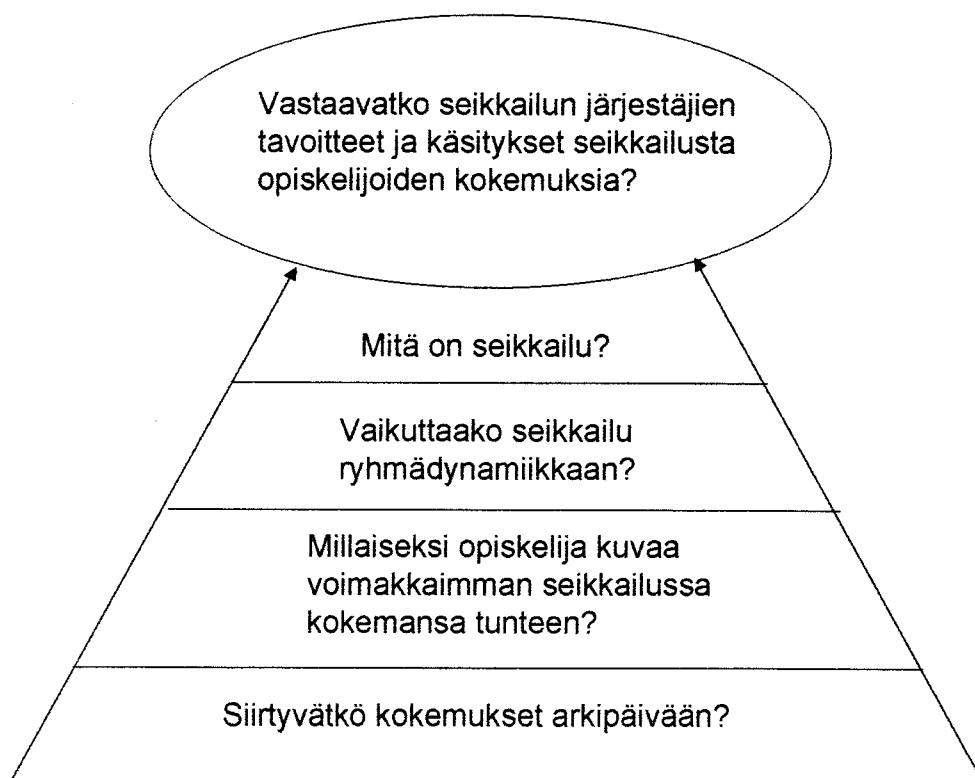 Vastaavatko seikkailun järjestäjien
tavoitteet ja käsitykset seikkailusta
opiskelijoiden kokemuksia?
Mitä on seikkailu?
Vaikuttaako seikkailu
ryhmädynamiikkaan?
Millaiseksi opiskelija kuvaa
voimakkaimman seikkailussa
kokemansa tunteen?
Siirtyvätkö kokemukset arkipäivään?